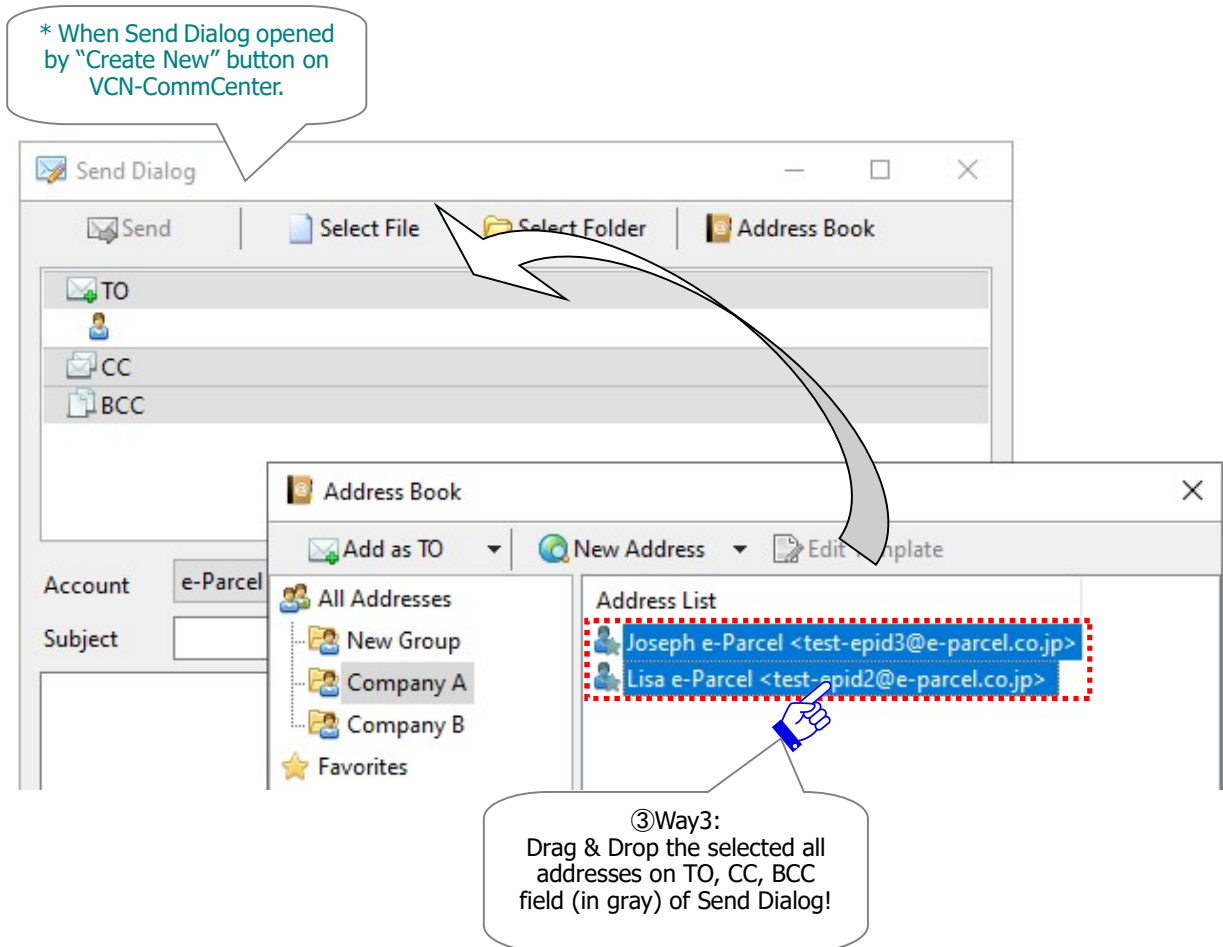 * When Send Dialog opened
by “Create New” button on
VCN-CommCenter.
Send Dialog
Send
Select File
Select Folder
Address Book
TO
CC
BCC
Address Book
Add as TO
New Address
Edit Template
Account
e-Parcel
Subject
All Addresses
New Group
Company A
Company B
Favorites
Address List
Joseph e-Parcel <test-epid3@e-parcel.co.jp>
Lisa e-Parcel <test-epid2@e-parcel.co.jp>
③Way3:
Drag & Drop the selected all
addresses on TO, CC, BCC
field (in gray) of Send Dialog!